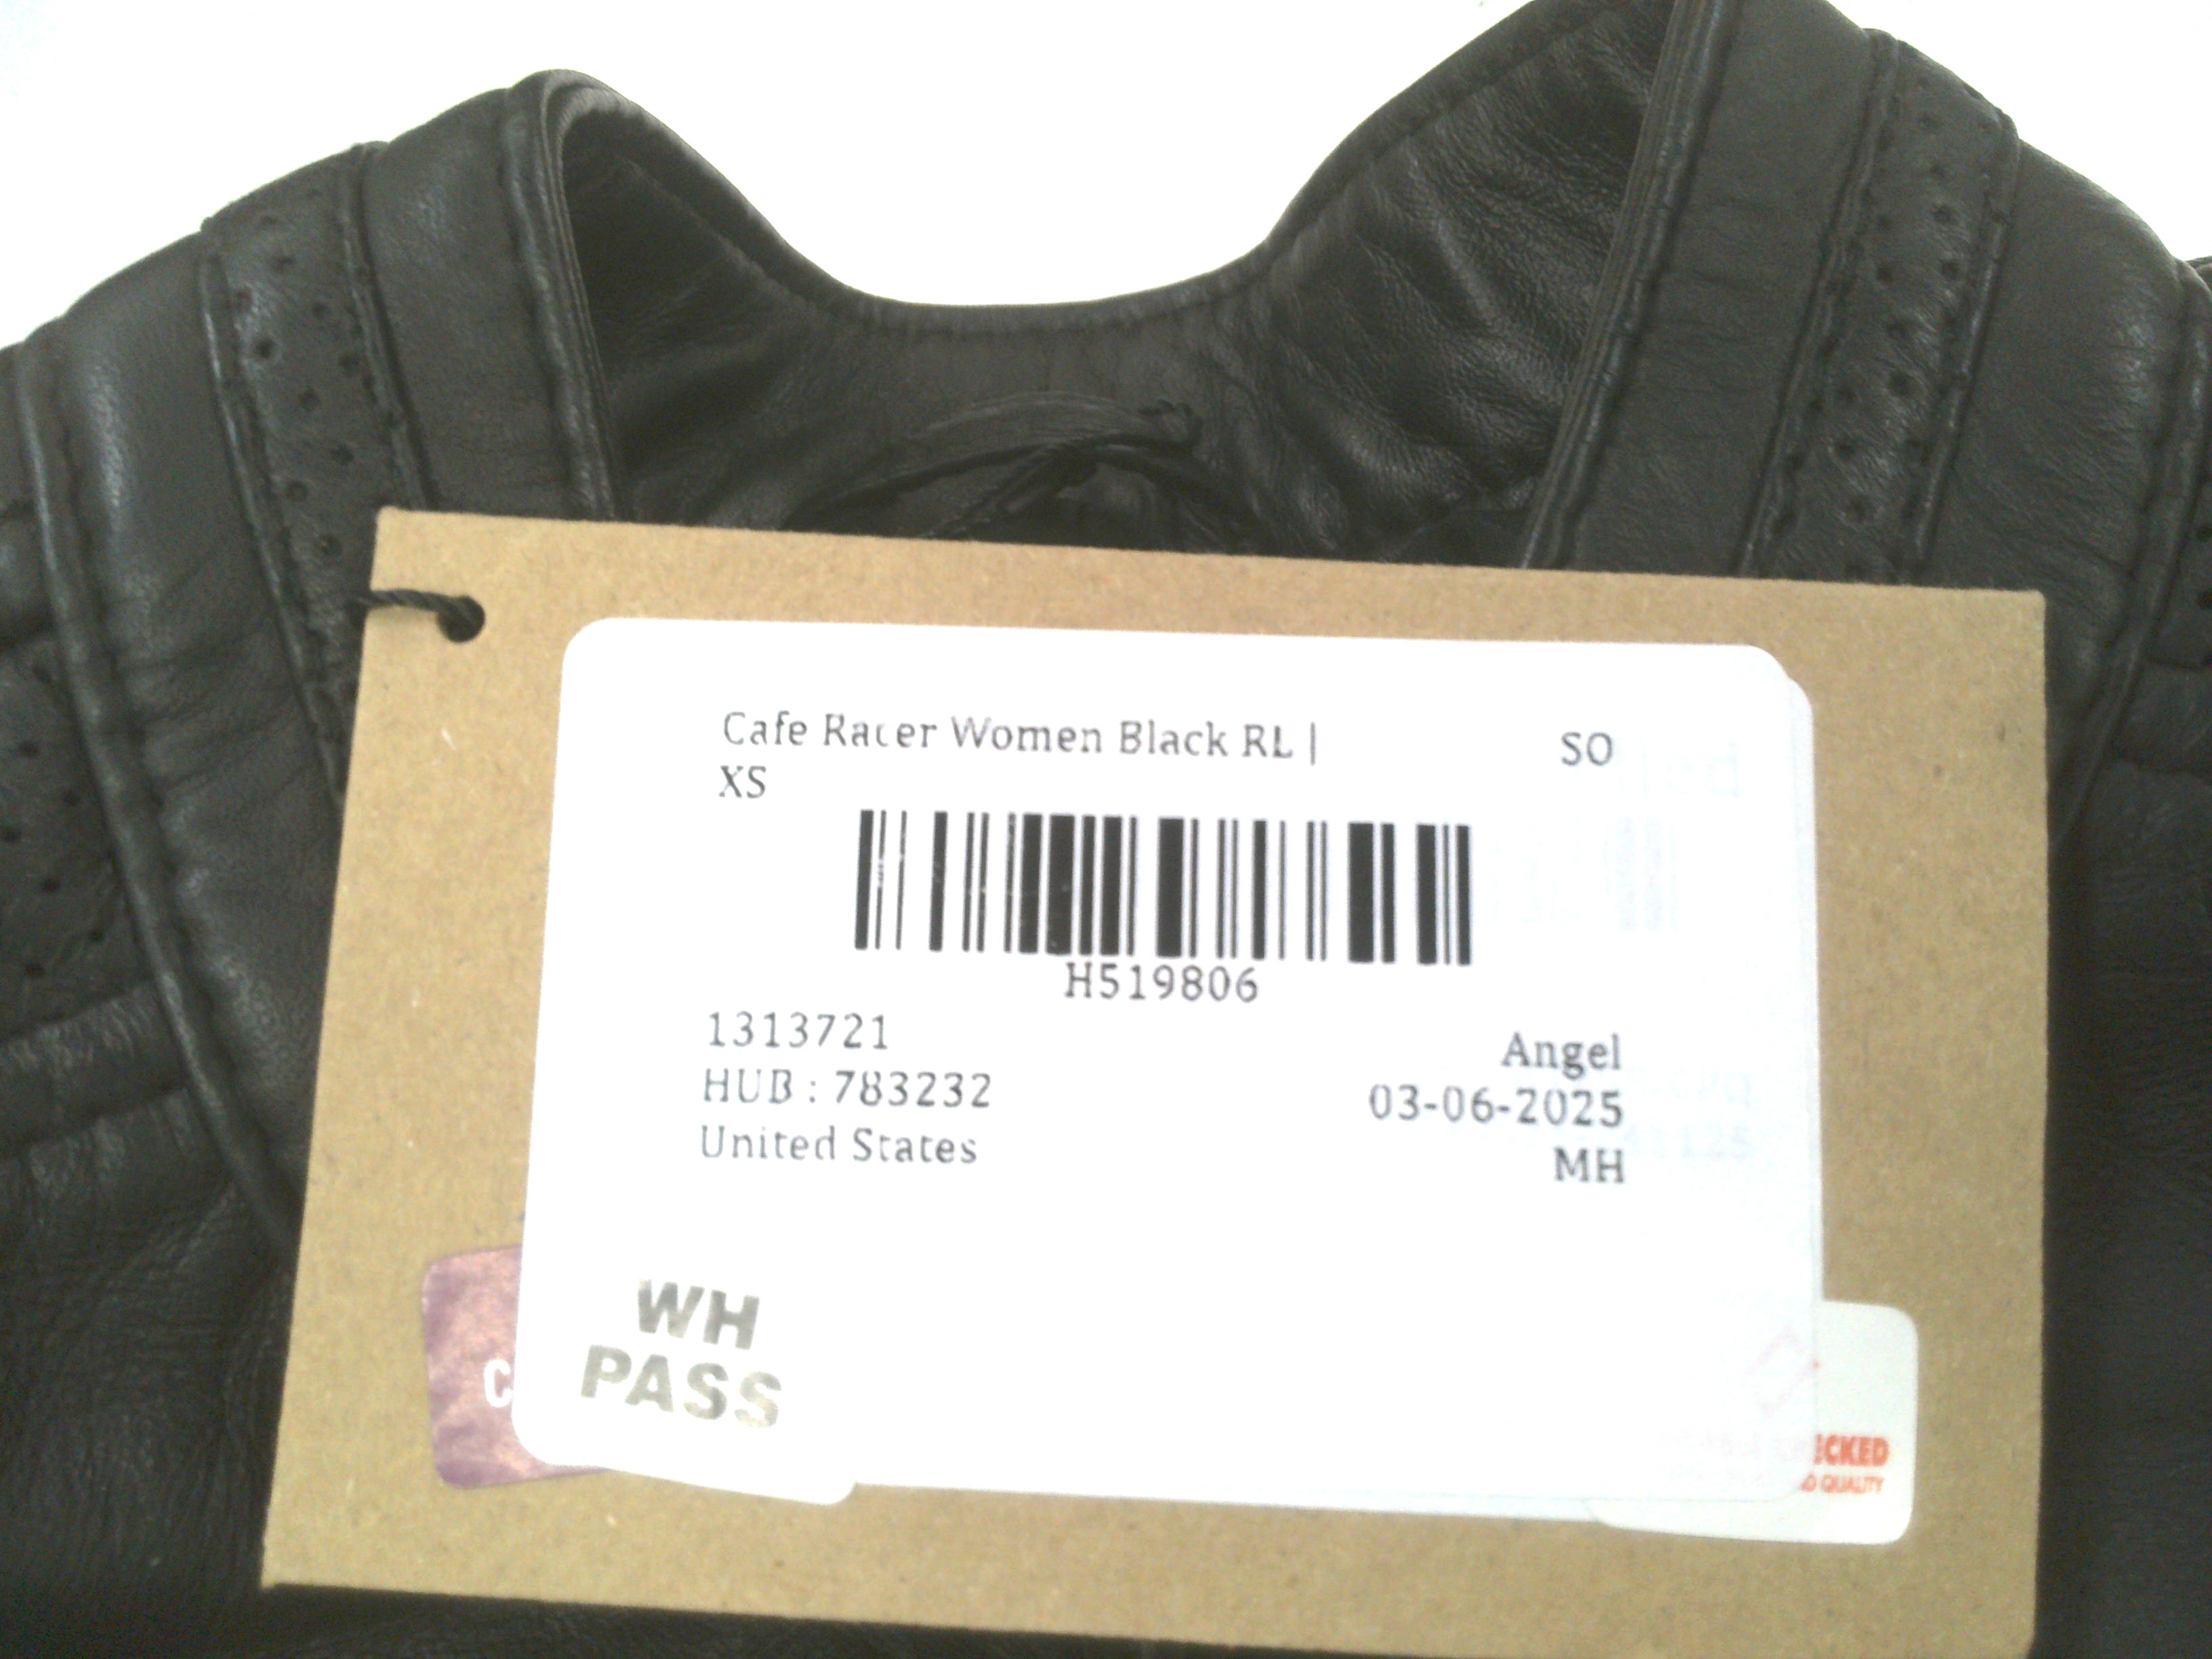 Cafe Racer Women Black RL | SO
XS
H519806
1313721
Angel
HUB : 783232
03-06-2025
United States
MH
WH
PASS
QUALITY